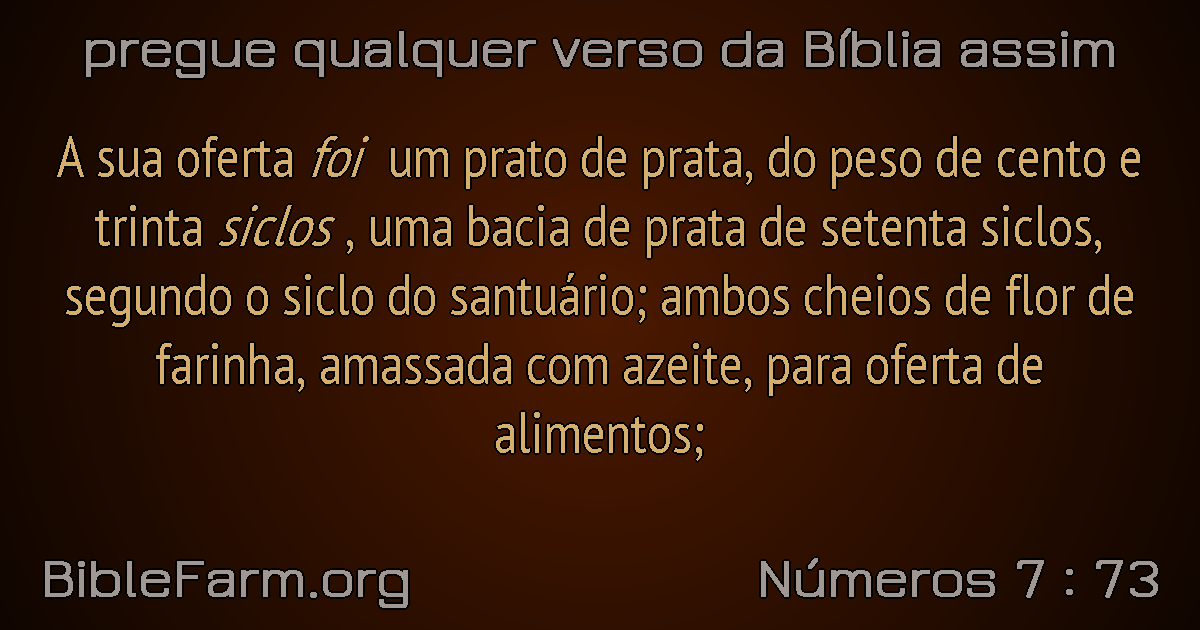 pregue qualquer verso da Bíblia assim
A sua oferta foi um prato de prata, do peso de cento e
trinta siclos , uma bacia de prata de setenta siclos,
segundo o siclo do santuário; ambos cheios de flor de
farinha, amassada com azeite, para oferta de
alimentos;
BibleFarm.org
Números 7 : 73